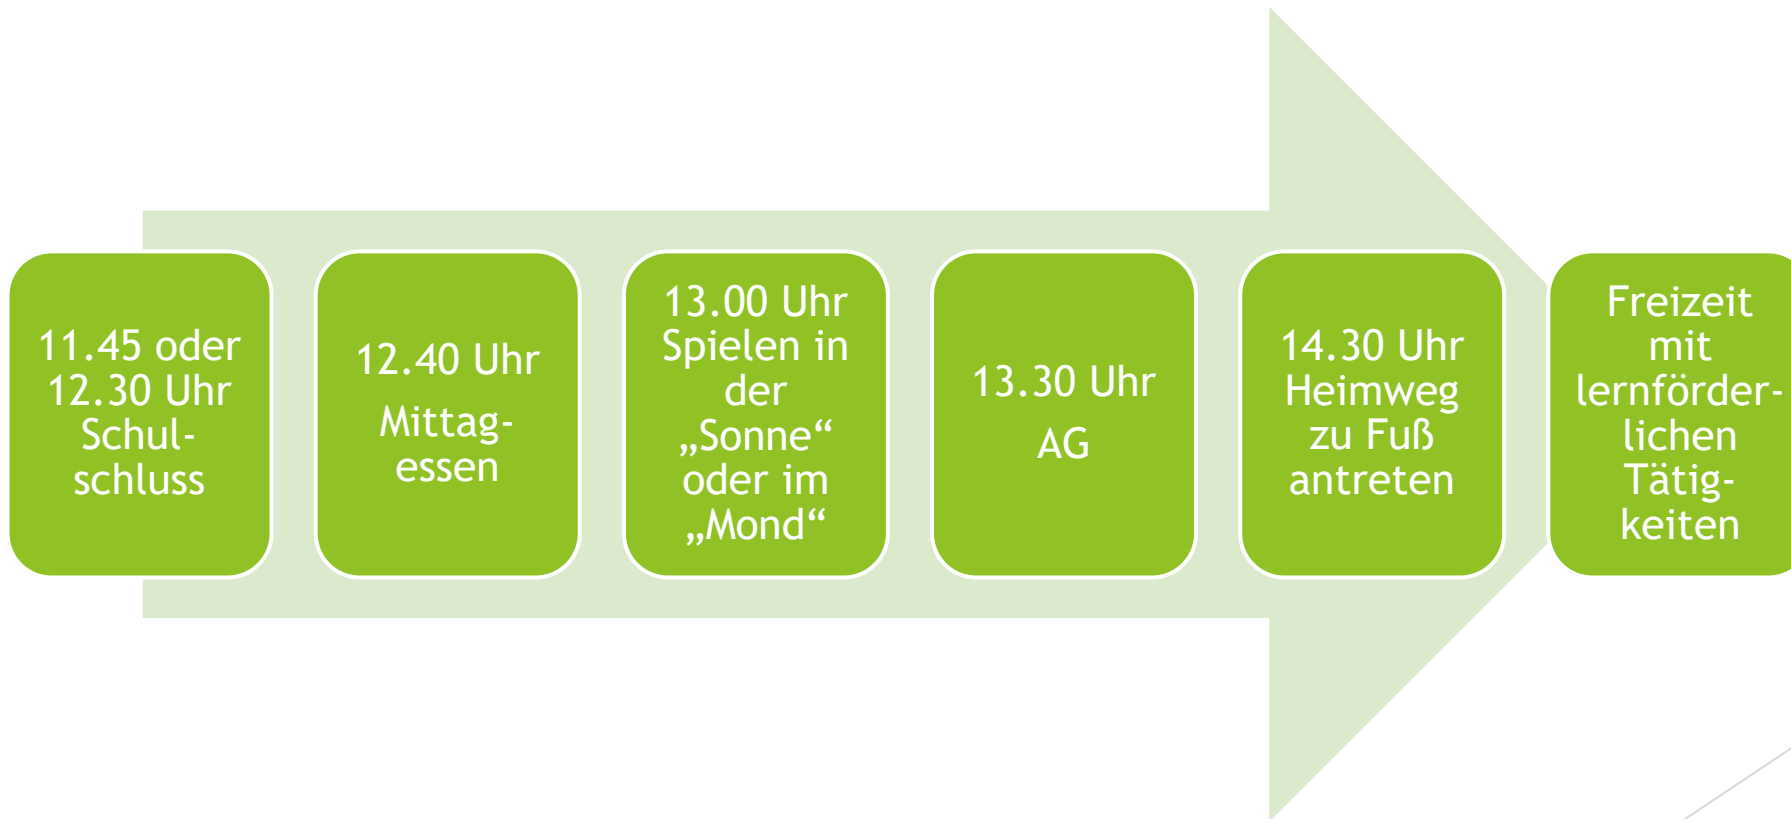 11.45 oder
12.30 Uhr
Schul-
schluss
12.40 Uhr
Mittag-
essen
13.00 Uhr
Spielen in
der
„Sonne“
oder im
„Mond“
13.30 Uhr
AG
14.30 Uhr
Heimweg
zu Fuß
antreten
Freizeit
mit
lernförder-
lichen
Tätig-
keiten